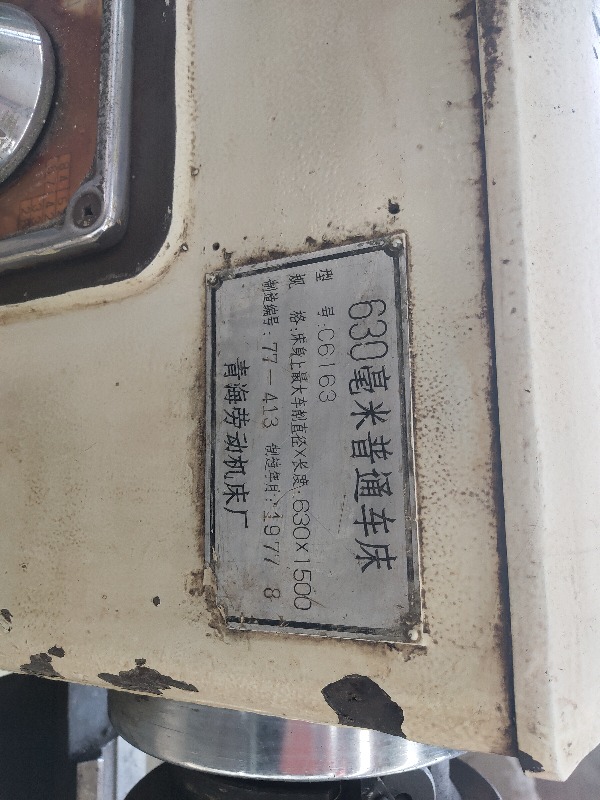 630毫米普通车床
型 号:C6163
规 格:床身上最大车削直径X长度:630X1500
制造编号:77-413 制造年月:1977 8
青海劳动机床厂